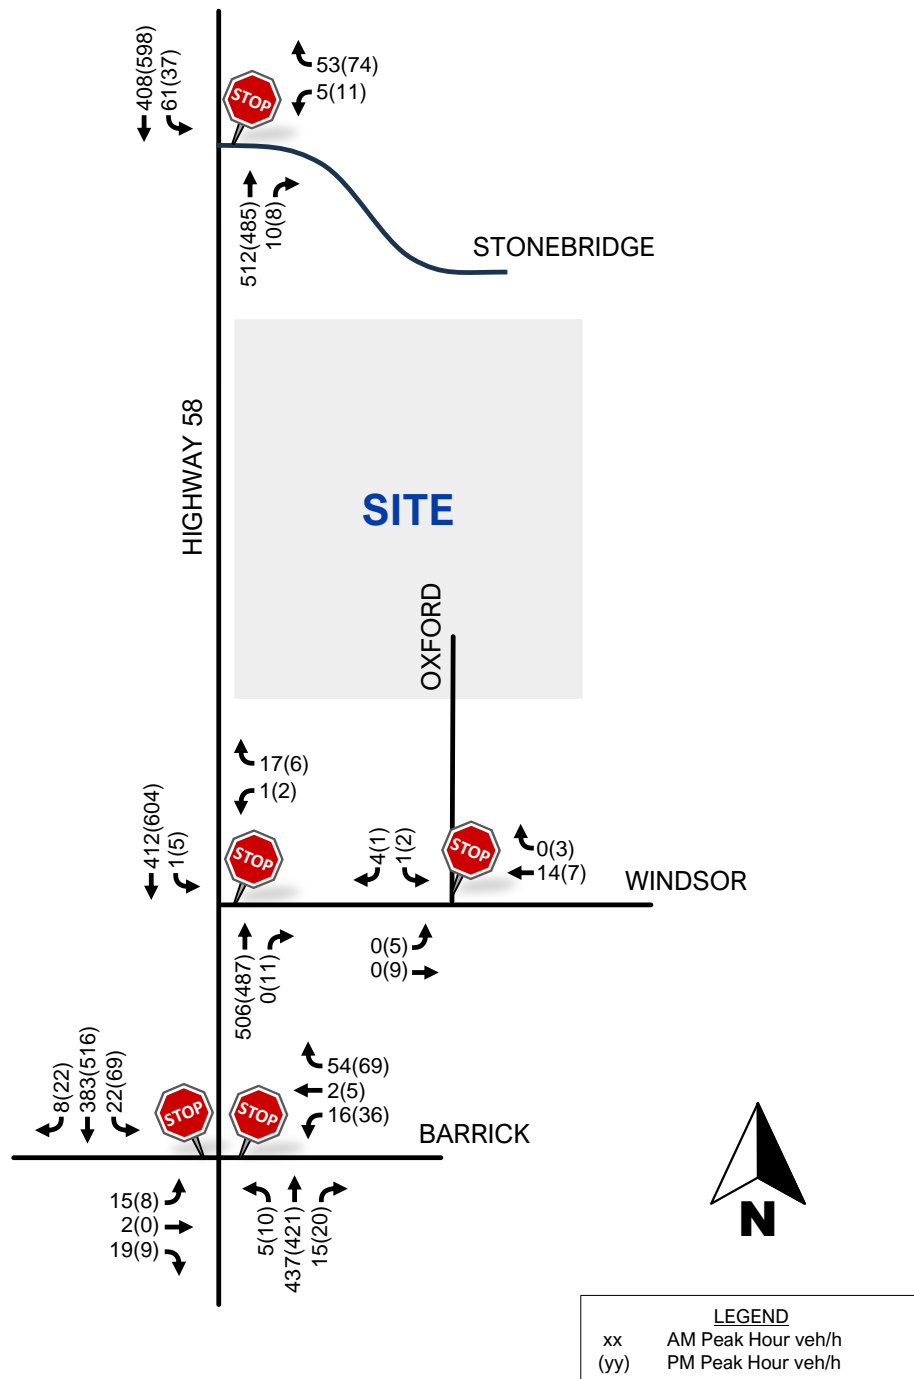 408(598)
61(37)
STOP
53(74)
5(11)
512(485)
10(8)
STONEBRIDGE
HIGHWAY 58
SITE
OXFORD
17(6)
1(2)
412(604)
1(5)
STOP
4(1)
1(2)
STOP
0(3)
14(7)
WINDSOR
506(487)
0(11)
0(5)
0(9)
8(22)
383(516)
22(69)
STOP
STOP
54(69)
2(5)
16(36)
BARRICK
15(8)
2(0)
19(9)
5(10)
437(421)
15(20)
N
LEGEND
xx AM Peak Hour veh/h
(yy) PM Peak Hour veh/h